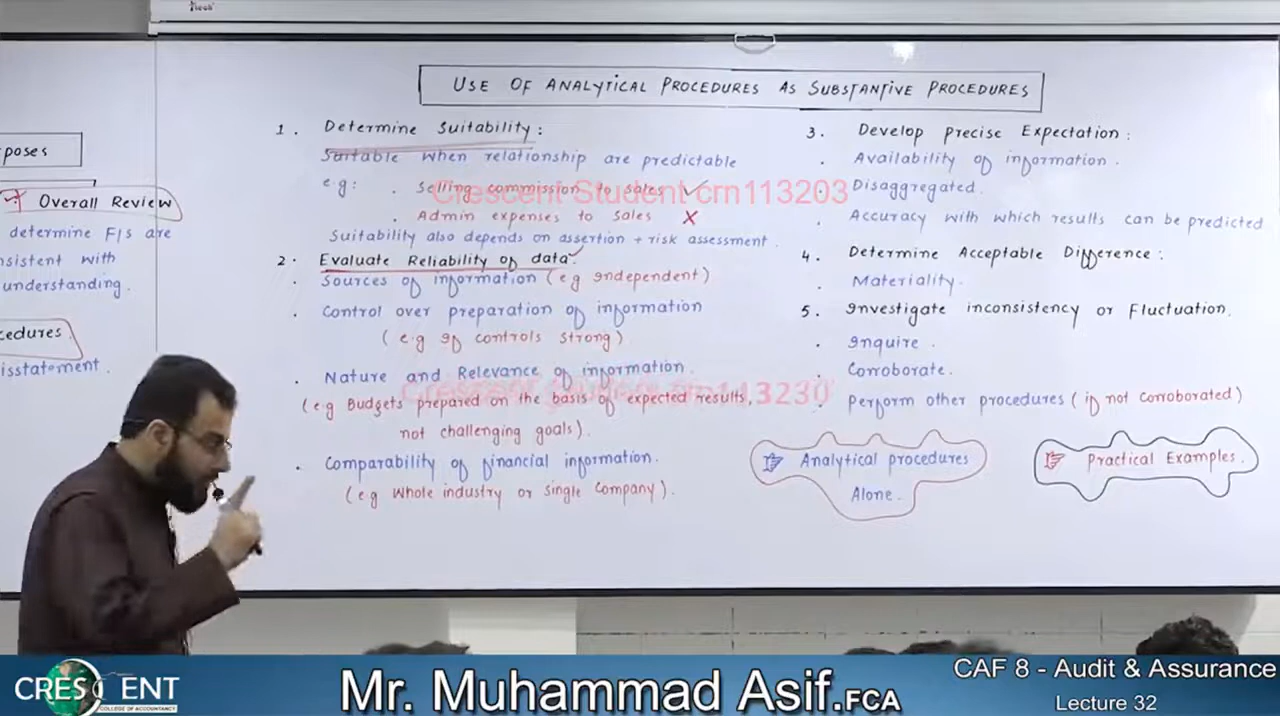 poses
Overall Review
determine F/s are
nsistent with
understanding.
cedures.
isstatement.
USE OF ANALYTICAL PROCEDURES AS SUBSTANTIVE PROCEDURES
1. Determine Suitability:
Suitable when relationship are predictable
e.g: . Selling commission to sales ✓
. Admin expenses to sales X
Suitability also depends on assertion + risk assessment.
2. Evaluate Reliability of data
. Sources of information (e.g Independent)
. Control over preparation of information
(e.g If controls strong)
. Nature and Relevance of information.
(e.g Budgets prepared on the basis of expected results,
not challenging goals).
. Comparability of financial information.
(e.g Whole industry or Single Company).
3. Develop Precise Expectation:
. Availability of information.
. Disaggregated.
. Accuracy with which results can be predicted
4. Determine Acceptable Difference:
. Materiality.
5. Investigate inconsistency or Fluctuation.
. Inquire.
. Corroborate.
. Perform other procedures (if not corroborated)
Analytical procedures
Alone.
Practical Examples.
Crescent Student crn113203
Crescent Student crn113230
CRESCENT
COLLEGE OF ACCOUNTANCY
Mr. Muhammad Asif.FCA
CAF 8 - Audit & Assurance
Lecture 32